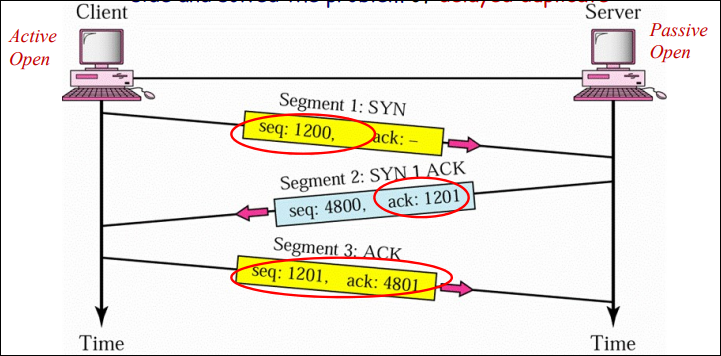 Client
Server
Active
Open
Passive
Open
Segment 1: SYN
seq: 1200, ack: –
Segment 2: SYN 1 ACK
seq: 4800, ack: 1201
Segment 3: ACK
seq: 1201, ack: 4801
Time
Time